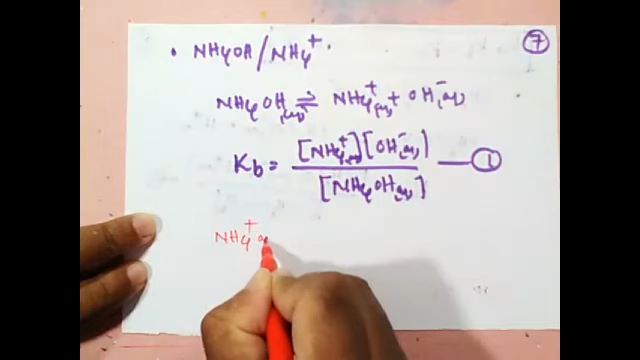 7
• NH4OH/NH4+.
NH4OH(aq) ⇌ NH4+(aq) + OH-(aq)
Kb = [NH4+(aq)][OH-(aq)] / [NH4OH(aq)] — 1
NH4+ a